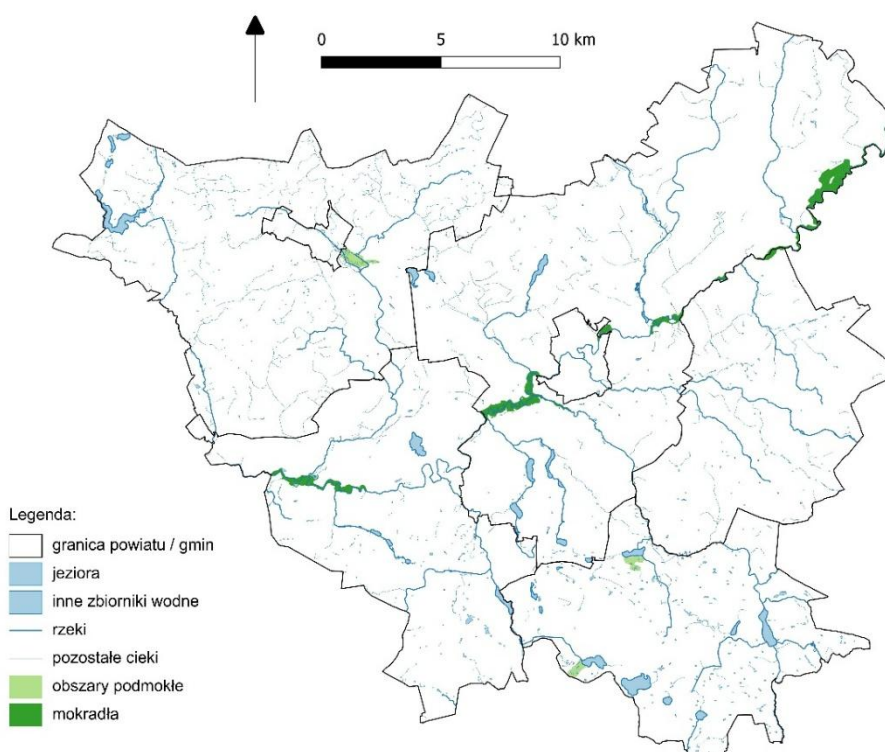 0 5 10 km
Legenda:
granica powiatu / gmin
jeziora
inne zbiorniki wodne
rzeki
pozostałe cieki
obszary podmokłe
mokradła